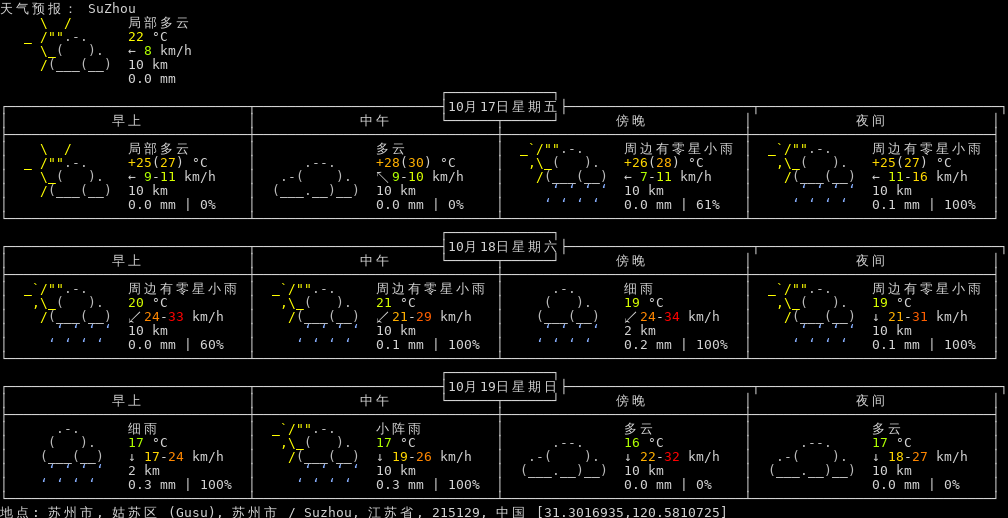 天气预报： SuZhou
局部多云
22 °C
← 8 km/h
10 km
0.0 mm
10月17日星期五
早上 中午 傍晚 夜间
局部多云 多云 周边有零星小雨 周边有零星小雨
+25(27) °C +28(30) °C +26(28) °C +25(27) °C
← 9-11 km/h ↖ 9-10 km/h ← 7-11 km/h ← 11-16 km/h
10 km 10 km 10 km 10 km
0.0 mm | 0% 0.0 mm | 0% 0.0 mm | 61% 0.1 mm | 100%
10月18日星期六
早上 中午 傍晚 夜间
周边有零星小雨 周边有零星小雨 细雨 周边有零星小雨
20 °C 21 °C 19 °C 19 °C
↙ 24-33 km/h ↙ 21-29 km/h ↙ 24-34 km/h ↓ 21-31 km/h
10 km 10 km 2 km 10 km
0.0 mm | 60% 0.1 mm | 100% 0.2 mm | 100% 0.1 mm | 100%
10月19日星期日
早上 中午 傍晚 夜间
细雨 小阵雨 多云 多云
17 °C 17 °C 16 °C 17 °C
↓ 17-24 km/h ↓ 19-26 km/h ↓ 22-32 km/h ↓ 18-27 km/h
2 km 10 km 10 km 10 km
0.3 mm | 100% 0.3 mm | 100% 0.0 mm | 0% 0.0 mm | 0%
地点: 苏州市, 姑苏区 (Gusu), 苏州市 / Suzhou, 江苏省, 215129, 中国 [31.3016935,120.5810725]